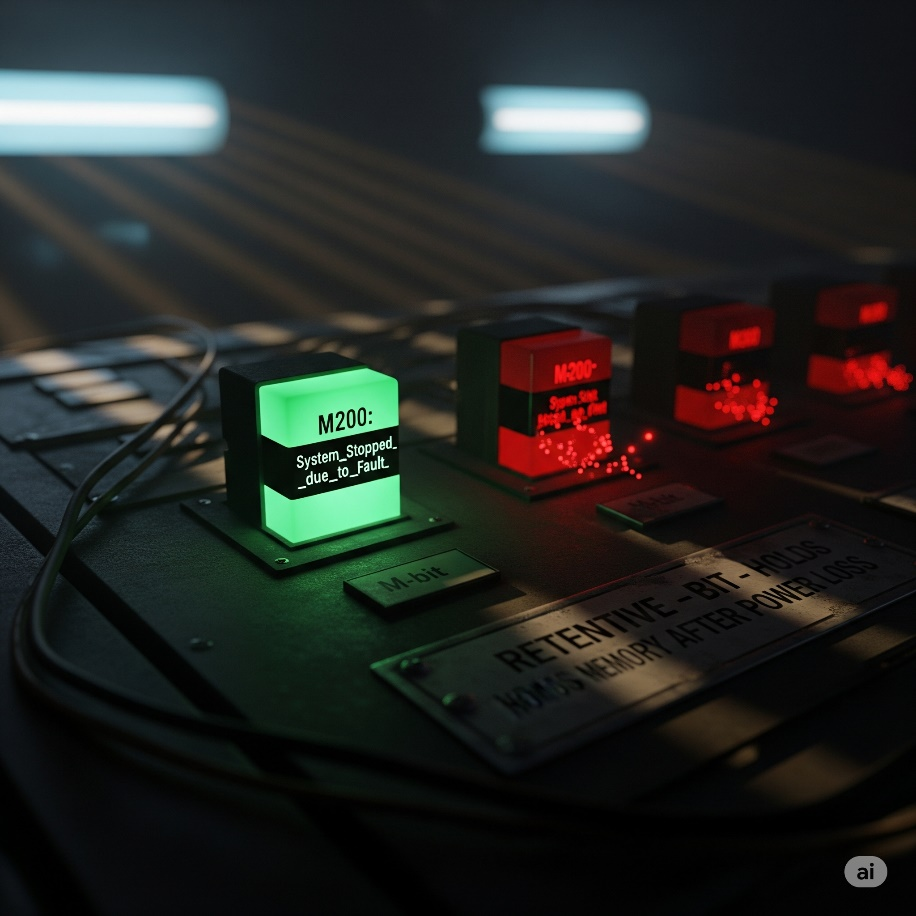 M200:
System_Stopped_
_due_to_Fault_
M200-
M-bit
RETENTIVE-BIT-HOLDS
MEMORY AFTER POWER LOSS
ai